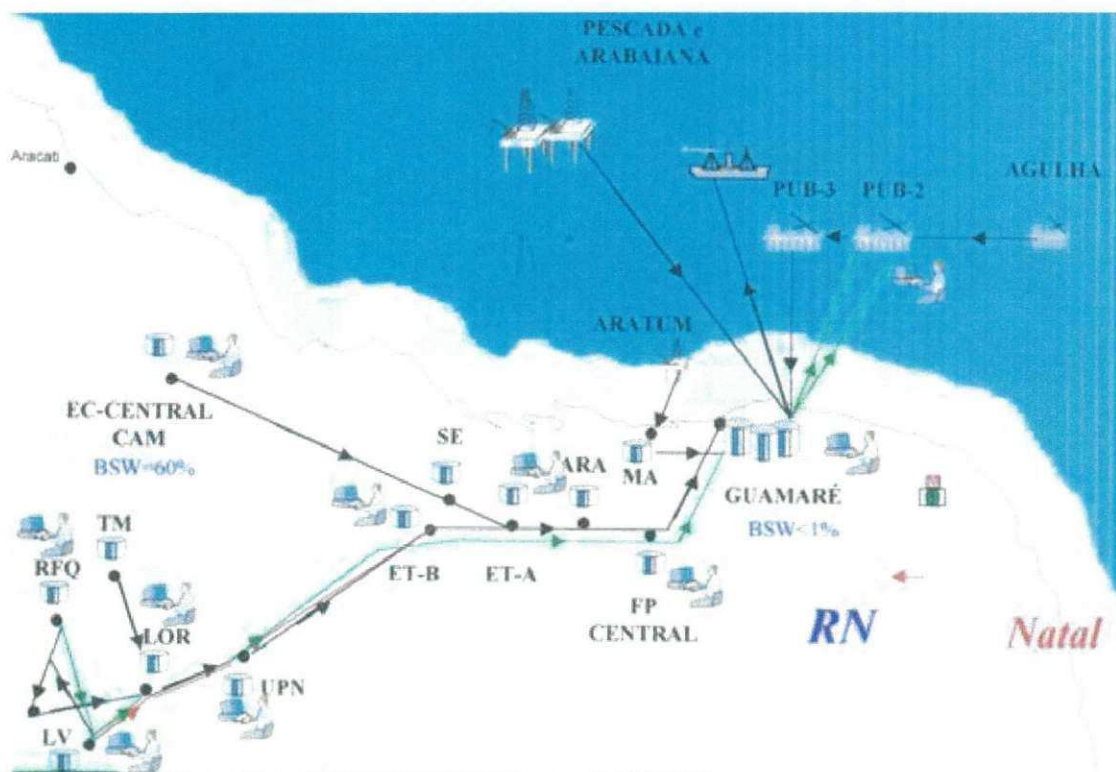 PESCADA e
ARABAIANA
Aracati
PUB-3
PUB-2
AGULHA
ARATUM
EC-CENTRAL
CAM
BSW=60%
SE
ARA
MA
GUAMARÉ
BSW<1%
TM
RFQ
ET-B
ET-A
FP
CENTRAL
LOR
RN
Natal
UPN
LV